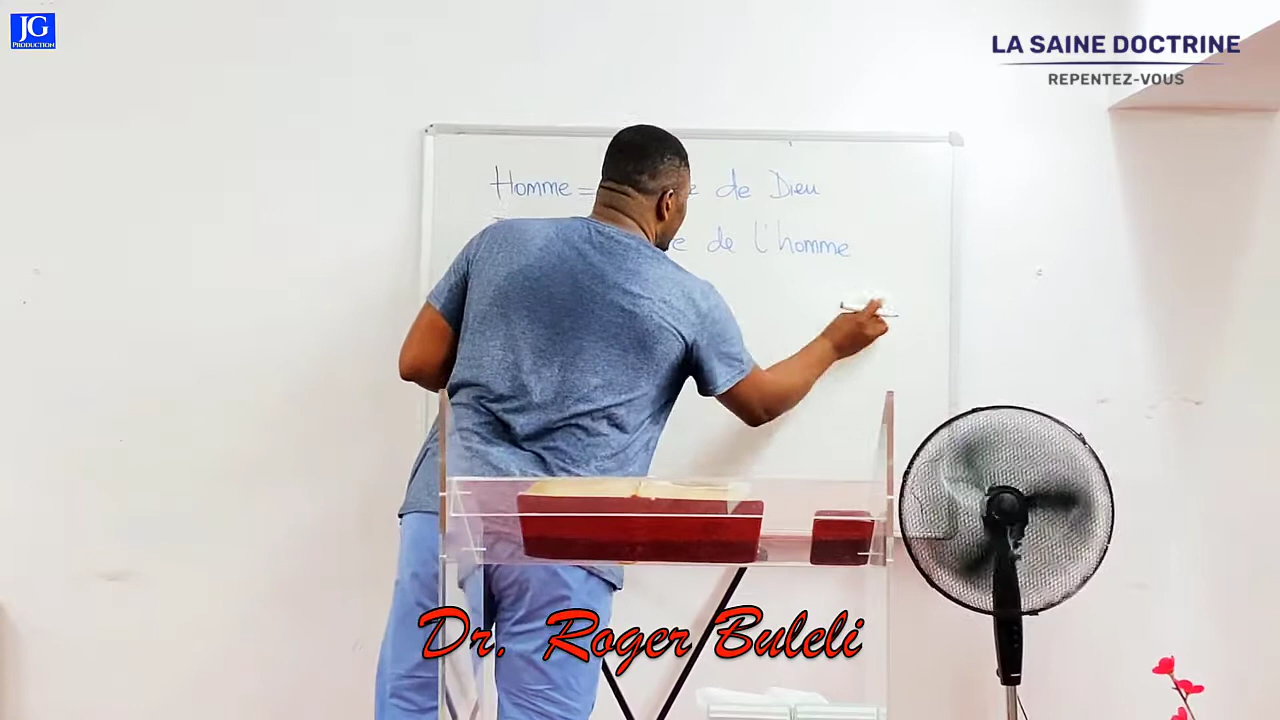 JG
PRODUCTION
LA SAINE DOCTRINE
REPENTEZ-VOUS
Homme = de Dieu
de l'homme
Dr. Roger Buleli